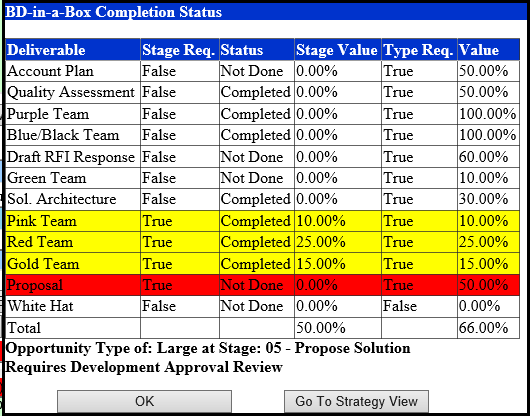 BD-in-a-Box Completion Status
Deliverable Stage Req. Status Stage Value Type Req. Value
Account Plan False Not Done 0.00% True 50.00%
Quality Assessment False Completed 0.00% True 50.00%
Purple Team False Completed 0.00% True 100.00%
Blue/Black Team False Completed 0.00% True 100.00%
Draft RFI Response False Not Done 0.00% True 60.00%
Green Team False Not Done 0.00% True 10.00%
Sol. Architecture False Completed 0.00% True 30.00%
Pink Team True Completed 10.00% True 10.00%
Red Team True Completed 25.00% True 25.00%
Gold Team True Completed 15.00% True 15.00%
Proposal True Not Done 0.00% True 50.00%
White Hat False Not Done 0.00% False 0.00%
Total 50.00% 66.00%
Opportunity Type of: Large at Stage: 05 - Propose Solution
Requires Development Approval Review
OK Go To Strategy View